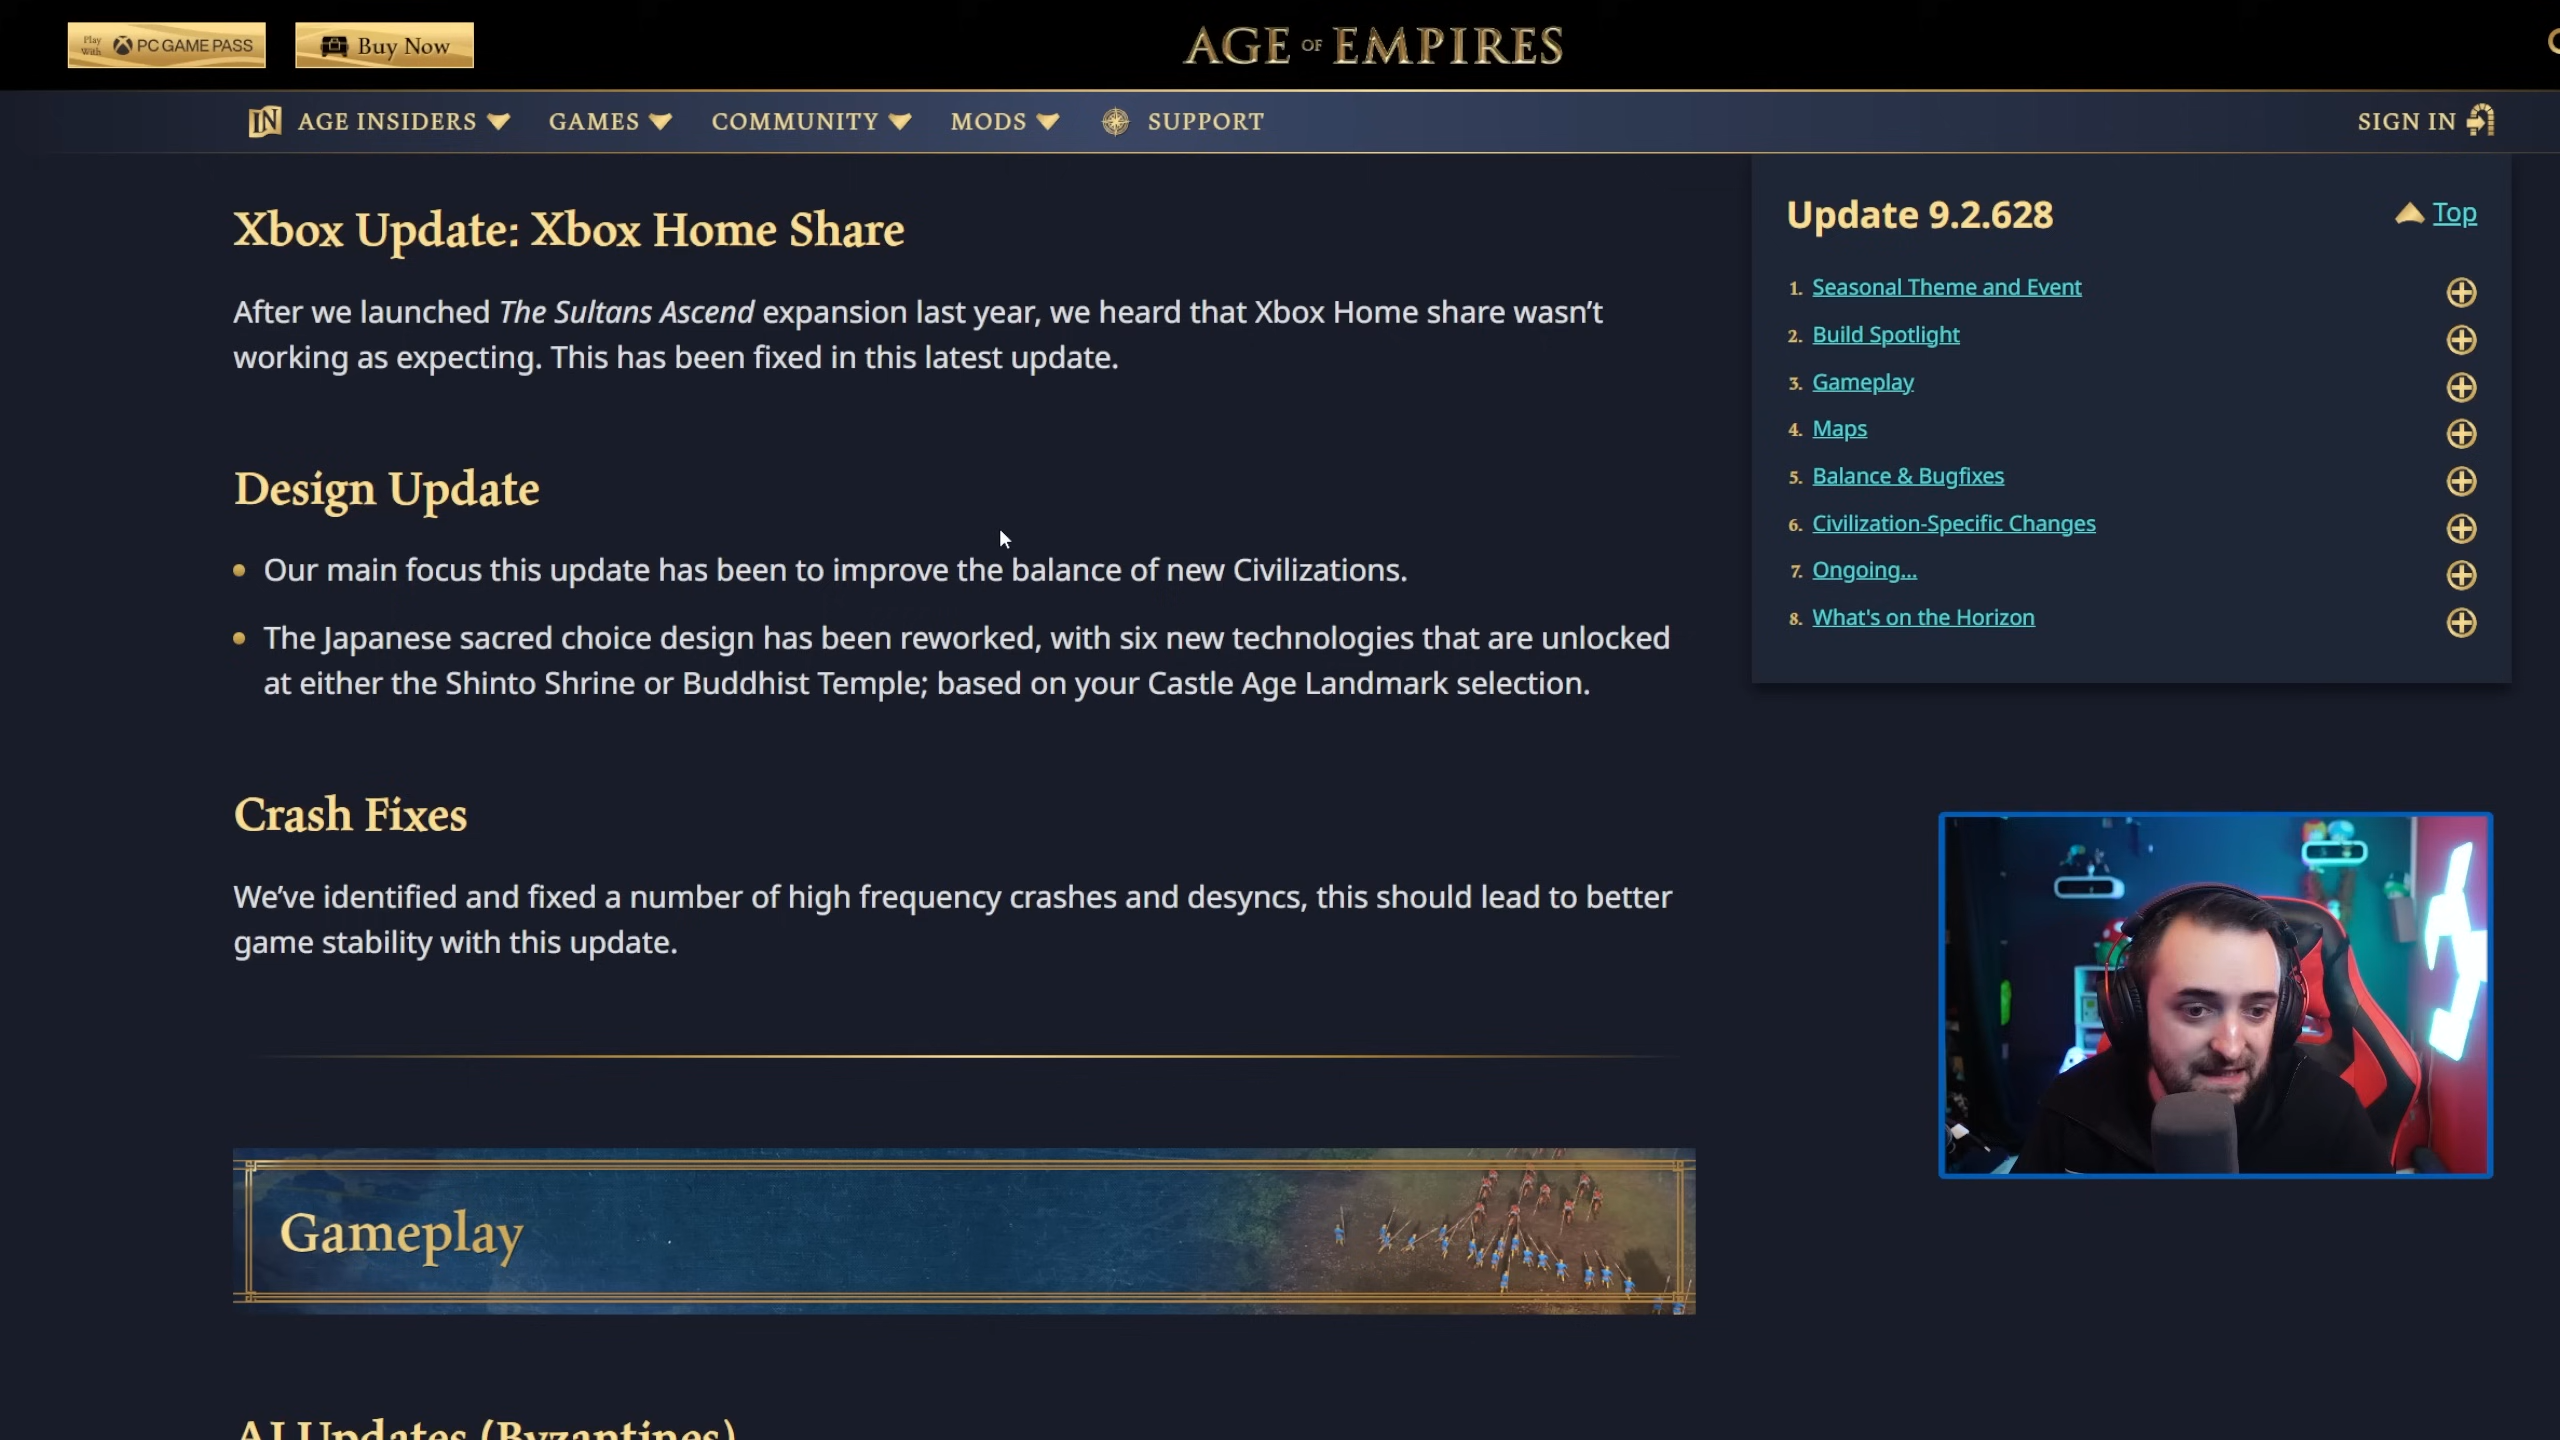 Play With PC GAME PASS
Buy Now
AGE OF EMPIRES
IN AGE INSIDERS
GAMES
COMMUNITY
MODS
SUPPORT
SIGN IN
Xbox Update: Xbox Home Share
After we launched The Sultans Ascend expansion last year, we heard that Xbox Home share wasn’t
working as expecting. This has been fixed in this latest update.
Design Update
Our main focus this update has been to improve the balance of new Civilizations.
The Japanese sacred choice design has been reworked, with six new technologies that are unlocked
at either the Shinto Shrine or Buddhist Temple; based on your Castle Age Landmark selection.
Crash Fixes
We’ve identified and fixed a number of high frequency crashes and desyncs, this should lead to better
game stability with this update.
Gameplay
AI Updates (Byzantines)
Update 9.2.628
Top
1. Seasonal Theme and Event
2. Build Spotlight
3. Gameplay
4. Maps
5. Balance & Bugfixes
6. Civilization-Specific Changes
7. Ongoing...
8. What's on the Horizon